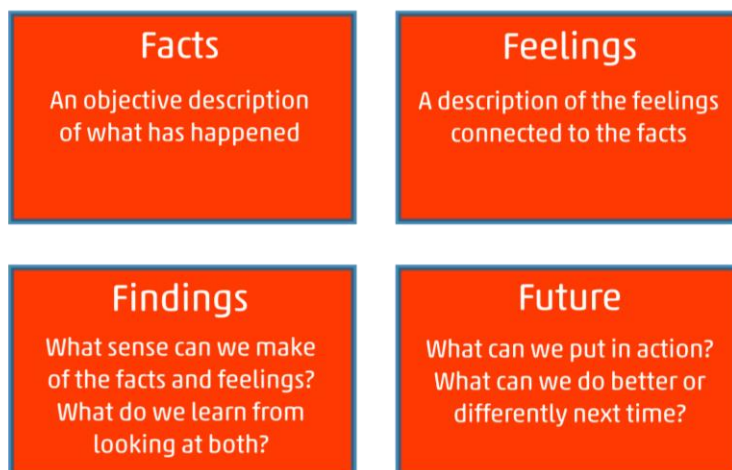 Facts
An objective description
of what has happened
Feelings
A description of the feelings
connected to the facts
Findings
What sense can we make
of the facts and feelings?
What do we learn from
looking at both?
Future
What can we put in action?
What can we do better or
differently next time?